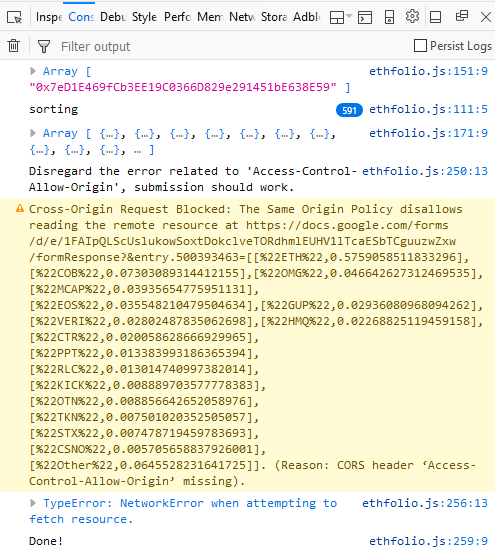 Inspe Cons Debu Style Perfo Mem Netw Stora Adblo
Filter output Persist Logs
Array [ ethfolio.js:151:9
"0x7eD1E469fCb3EE19C0366D829e291451bE638E59" ]
sorting 591 ethfolio.js:111:5
Array [ {…}, {…}, {…}, {…}, {…}, {…}, {…}, ethfolio.js:171:9
{…}, {…}, {…}, … ]
Disregard the error related to 'Access-Control- ethfolio.js:250:13
Allow-Origin', submission should work.
Cross-Origin Request Blocked: The Same Origin Policy disallows
reading the remote resource at https://docs.google.com/forms
/d/e/1FAIpQLScUslukowSoxtDokclveTORdhmlEUHV1lTcaESbTCguuzwZxw
/formResponse?&entry.500393463=[[%22ETH%22,0.5759058511833296],
[%22COB%22,0.07303089314412155],[%22OMG%22,0.046642627312469535],
[%22MCAP%22,0.03935654775951131],
[%22EOS%22,0.035548210479504634],[%22GUP%22,0.02936080968094262],
[%22VERI%22,0.02802487835062698],[%22HMQ%22,0.02268825119459158],
[%22CTR%22,0.020058628666929965],
[%22PPT%22,0.013383993186365394],
[%22RLC%22,0.013014740997382014],
[%22KICK%22,0.008889703577778383],
[%22OTN%22,0.008856642652058976],
[%22TKN%22,0.007501020352505057],
[%22STX%22,0.007478719459783693],
[%22CSNO%22,0.005705658837926001],
[%22Other%22,0.0645528231641725]]. (Reason: CORS header ‘Access-
Control-Allow-Origin’ missing).
TypeError: NetworkError when attempting to ethfolio.js:256:13
fetch resource.
Done! ethfolio.js:259:9